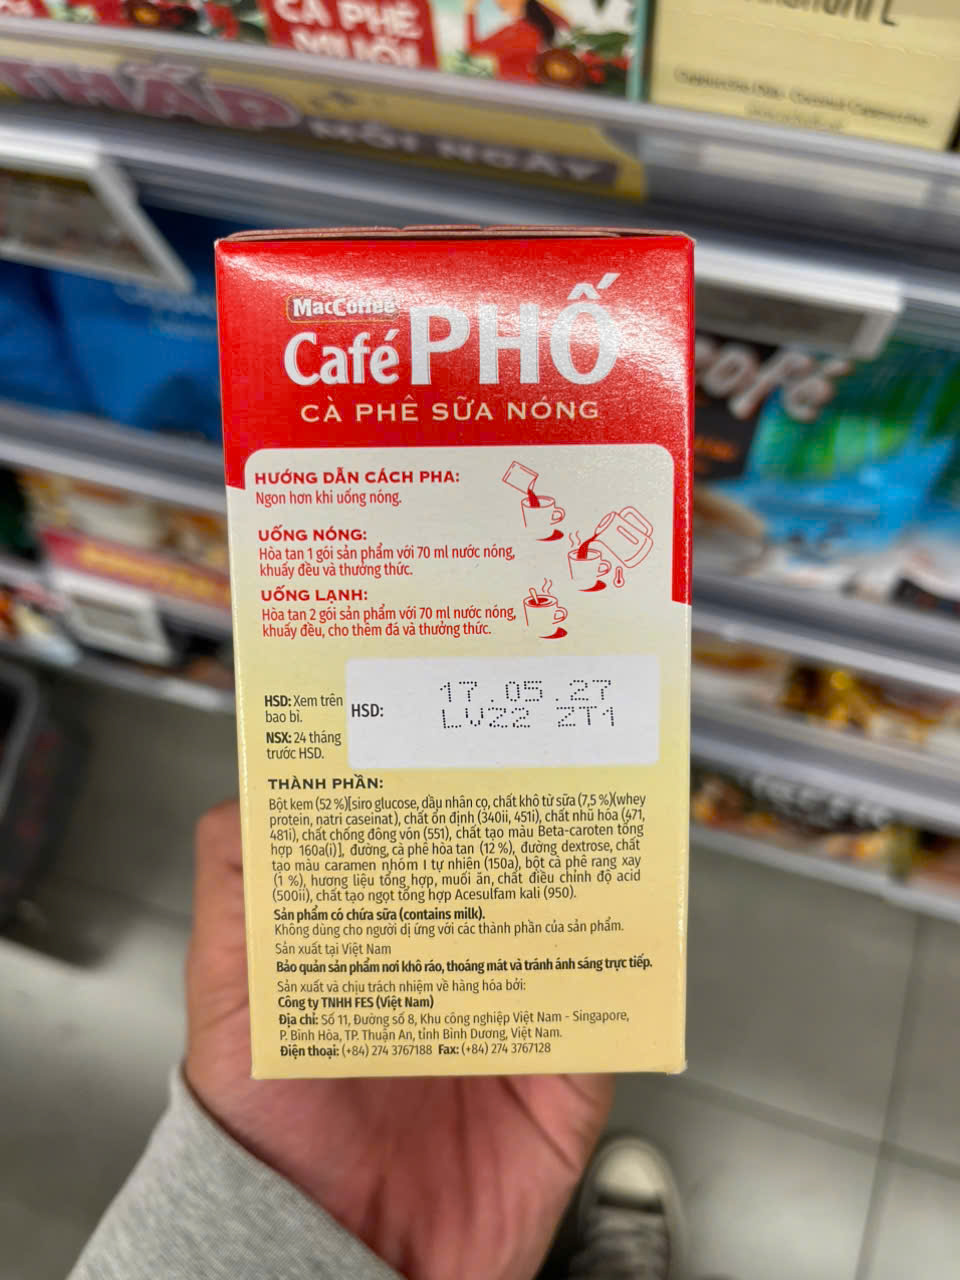 CÀ PHÊ
MUỐI
THẤP
MỖI NGÀY
MacCoffee
Café PHỐ
CÀ PHÊ SỮA NÓNG
HƯỚNG DẪN CÁCH PHA:
Ngon hơn khi uống nóng.
UỐNG NÓNG:
Hòa tan 1 gói sản phẩm với 70 ml nước nóng,
khuấy đều và thưởng thức.
UỐNG LẠNH:
Hòa tan 2 gói sản phẩm với 70 ml nước nóng,
khuấy đều, cho thêm đá và thưởng thức.
HSD: Xem trên
bao bì.
NSX: 24 tháng
trước HSD.
HSD:
17.05.27
LUZ2 ZT1
THÀNH PHẦN:
Bột kem (52 %)[siro glucose, dầu nhân cọ, chất khô từ sữa (7,5 %)(whey
protein, natri caseinat), chất ổn định (340ii, 451i), chất nhũ hóa (471,
481i), chất chống đông vón (551), chất tạo màu Beta-caroten tổng
hợp 160a(i)], đường, cà phê hòa tan (12 %), đường dextrose, chất
tạo màu caramen nhóm I tự nhiên (150a), bột cà phê rang xay
(1 %), hương liệu tổng hợp, muối ăn, chất điều chỉnh độ acid
(500ii), chất tạo ngọt tổng hợp Acesulfam kali (950).
Sản phẩm có chứa sữa (contains milk).
Không dùng cho người dị ứng với các thành phần của sản phẩm.
Sản xuất tại Việt Nam
Bảo quản sản phẩm nơi khô ráo, thoáng mát và tránh ánh sáng trực tiếp.
Sản xuất và chịu trách nhiệm về hàng hóa bởi:
Công ty TNHH FES (Việt Nam)
Địa chỉ: Số 11, Đường số 8, Khu công nghiệp Việt Nam - Singapore,
P. Bình Hòa, TP. Thuận An, tỉnh Bình Dương, Việt Nam.
Điện thoại: (+84) 274 3767188 Fax: (+84) 274 3767128